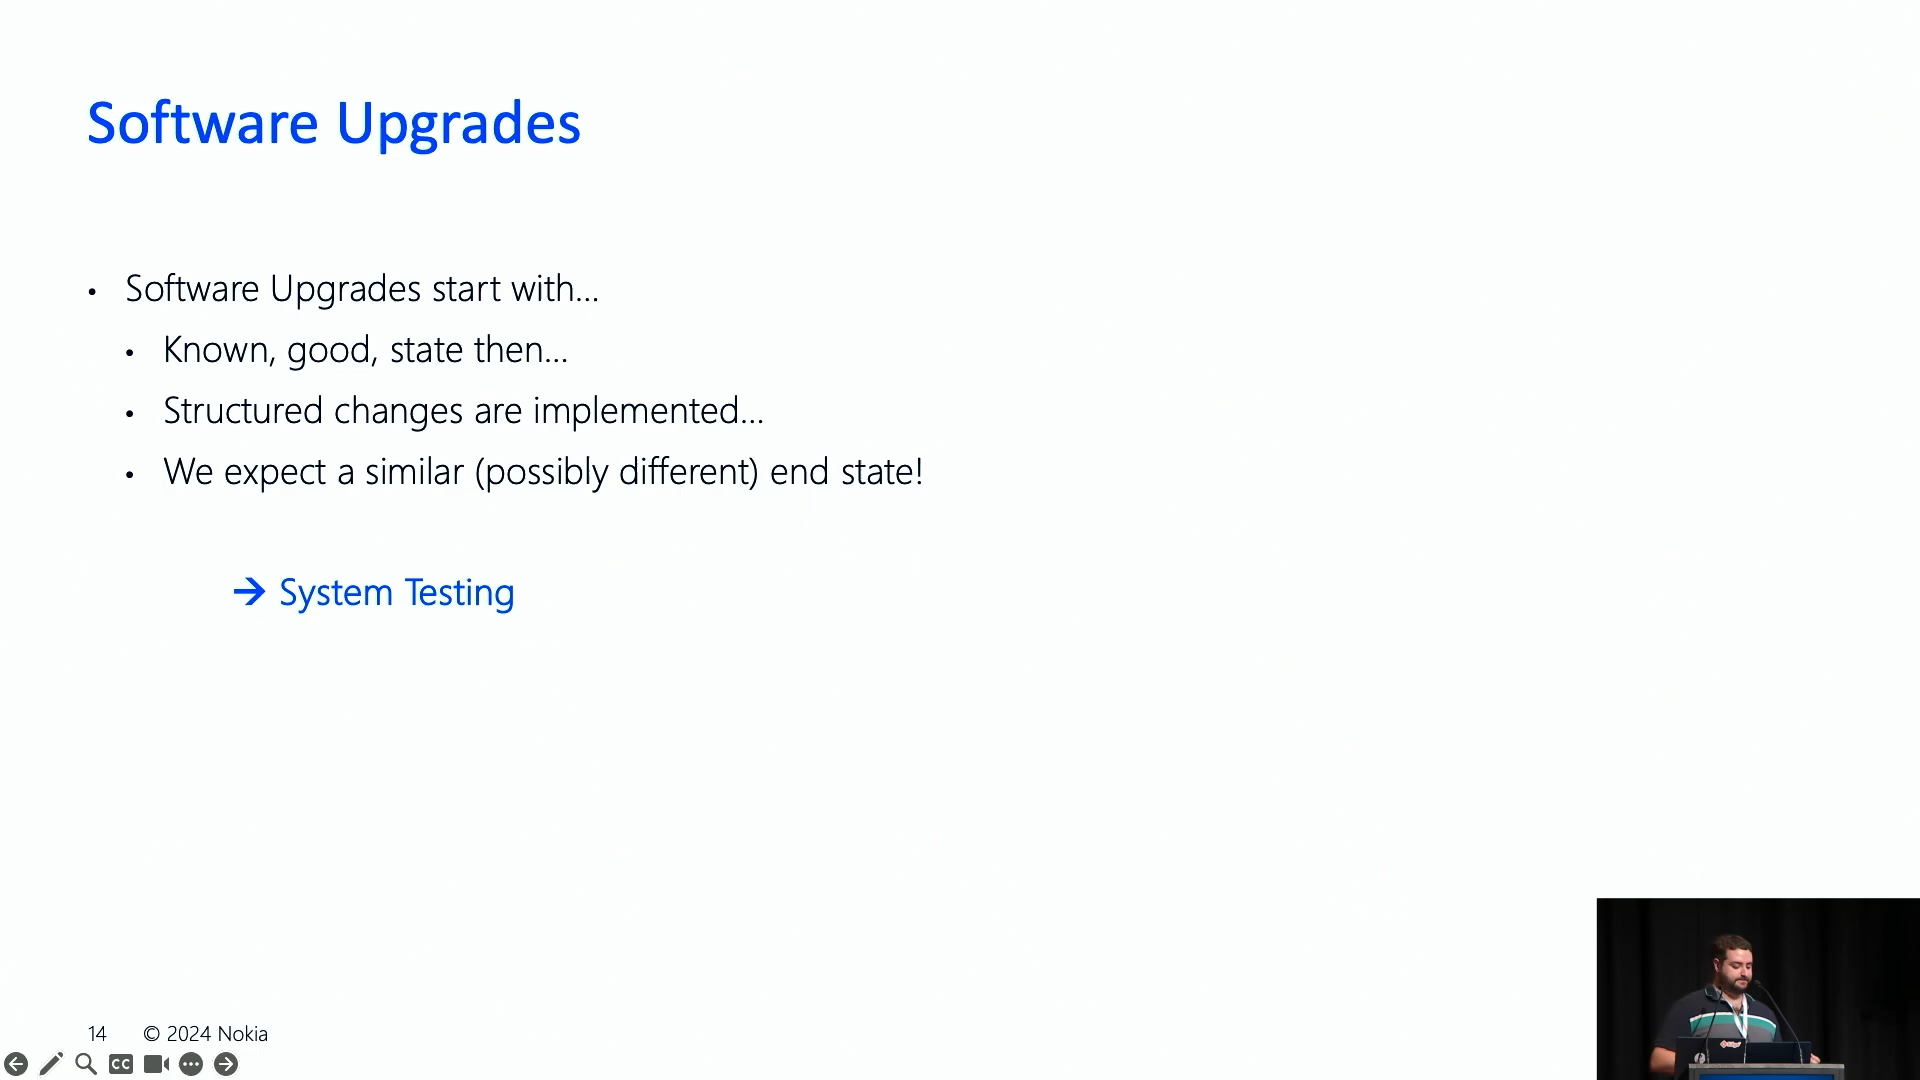 Software Upgrades
• Software Upgrades start with...
• Known, good, state then...
• Structured changes are implemented...
• We expect a similar (possibly different) end state!
→ System Testing
14 © 2024 Nokia
CC